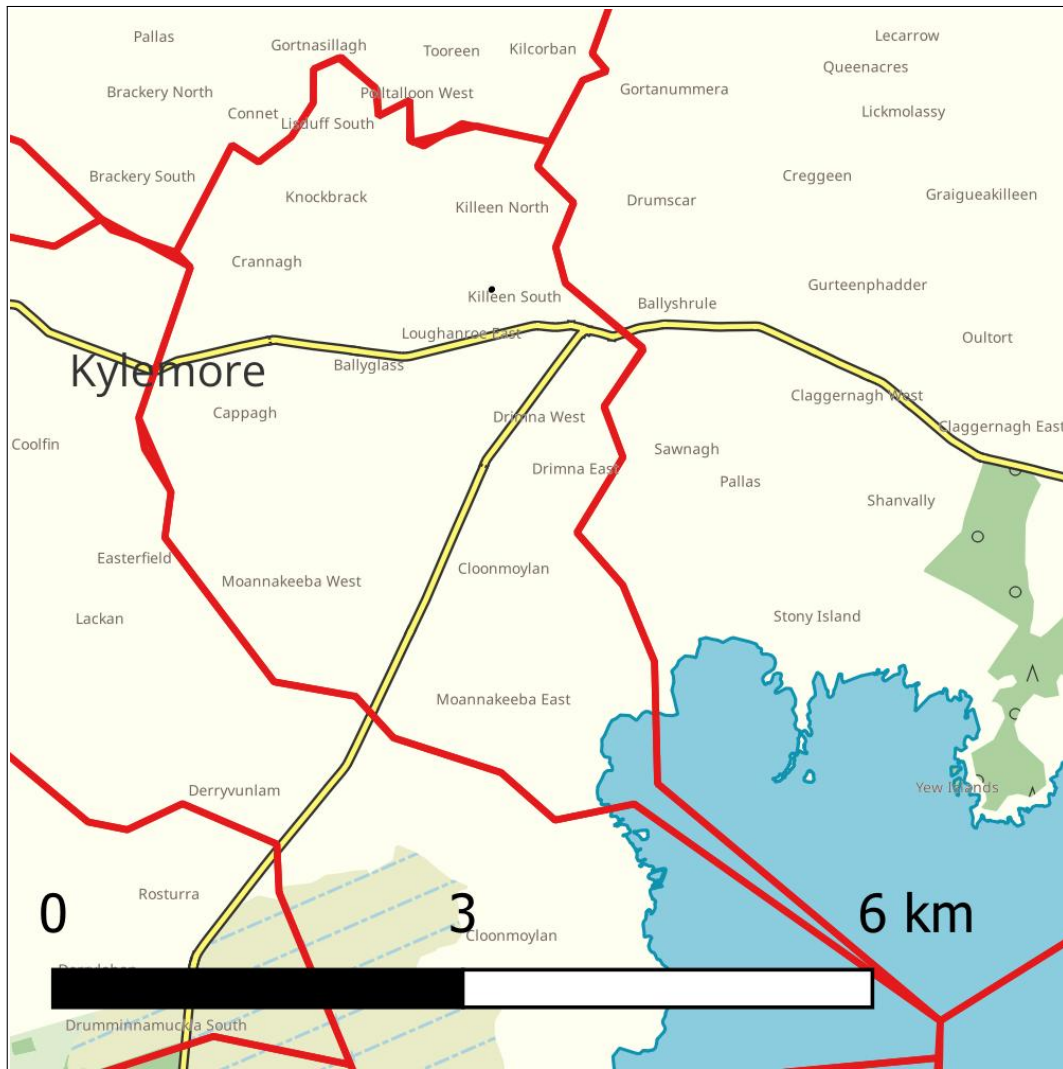 Lecarrow
Pallas
Gortnasillagh
Tooreen
Kilcorban
Queenacres
Brackery North
Polltalloon West
Gortanummera
Connet
Lisduff South
Lickmolassy
Brackery South
Creggeen
Knockbrack
Killeen North
Drumscar
Graigueakilleen
Crannagh
Gurteenphadder
Killeen South
Ballyshrule
Loughanroe East
Oultort
Kylemore
Ballyglass
Claggernagh West
Cappagh
Drimna West
Claggernagh East
Coolfin
Sawnagh
Drimna East
Pallas
Shanvally
Easterfield
Cloonmoylan
Moannakeeba West
Lackan
Stony Island
Moannakeeba East
Derryvunlam
Yew Islands
Rosturra
0 3 6 km
Cloonmoylan
Drumminnamuckla South